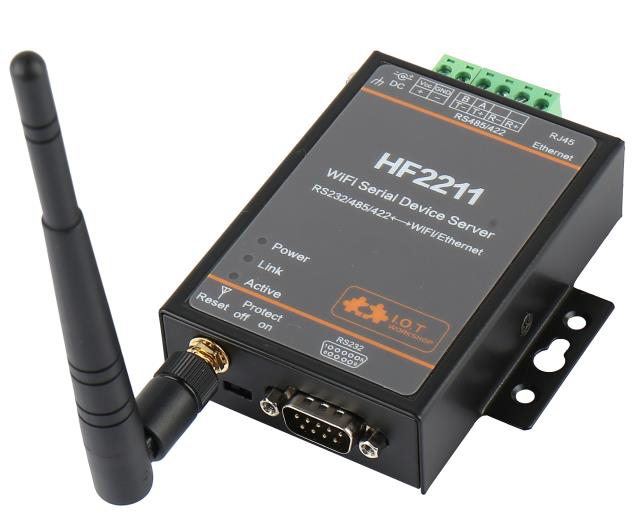 DC
Vcc GND
+ -
B A
T- T+ R- R+
RS485/422
RJ45
Ethernet
HF2211
WiFi Serial Device Server
RS232/485/422<—>WIFI/Ethernet
Power
Link
Active
Reset
Protect
off on
RS232
I.O.T
WORKSHOP